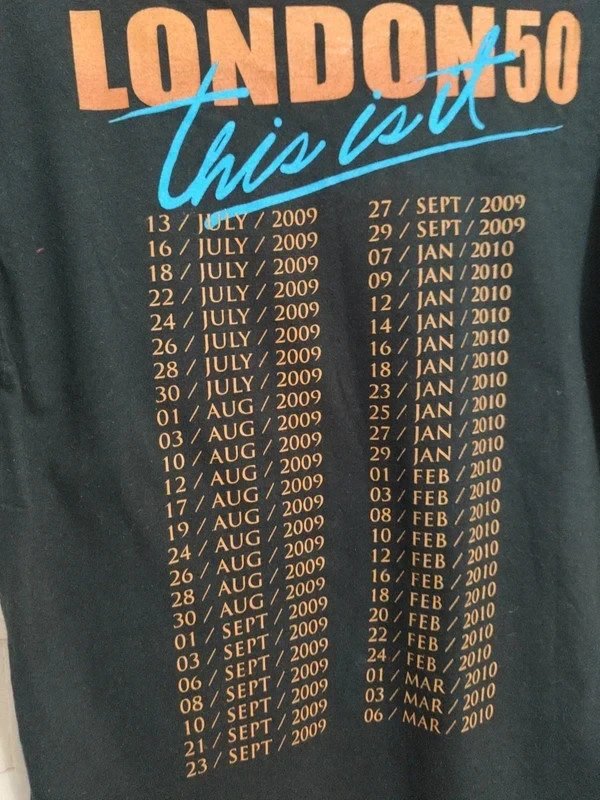 LONDON50
this is it
13 / JULY / 2009
16 / JULY / 2009
18 / JULY / 2009
22 / JULY / 2009
24 / JULY / 2009
26 / JULY / 2009
28 / JULY / 2009
30 / JULY / 2009
01 / AUG / 2009
03 / AUG / 2009
10 / AUG / 2009
12 / AUG / 2009
17 / AUG / 2009
19 / AUG / 2009
24 / AUG / 2009
26 / AUG / 2009
28 / AUG / 2009
30 / AUG / 2009
01 / SEPT / 2009
03 / SEPT / 2009
06 / SEPT / 2009
08 / SEPT / 2009
10 / SEPT / 2009
21 / SEPT / 2009
23 / SEPT / 2009
27 / SEPT / 2009
29 / SEPT / 2009
07 / JAN / 2010
09 / JAN / 2010
12 / JAN / 2010
14 / JAN / 2010
16 / JAN / 2010
18 / JAN / 2010
23 / JAN / 2010
25 / JAN / 2010
27 / JAN / 2010
29 / JAN / 2010
01 / FEB / 2010
03 / FEB / 2010
08 / FEB / 2010
10 / FEB / 2010
12 / FEB / 2010
16 / FEB / 2010
18 / FEB / 2010
20 / FEB / 2010
22 / FEB / 2010
24 / FEB / 2010
01 / MAR / 2010
03 / MAR / 2010
06 / MAR / 2010